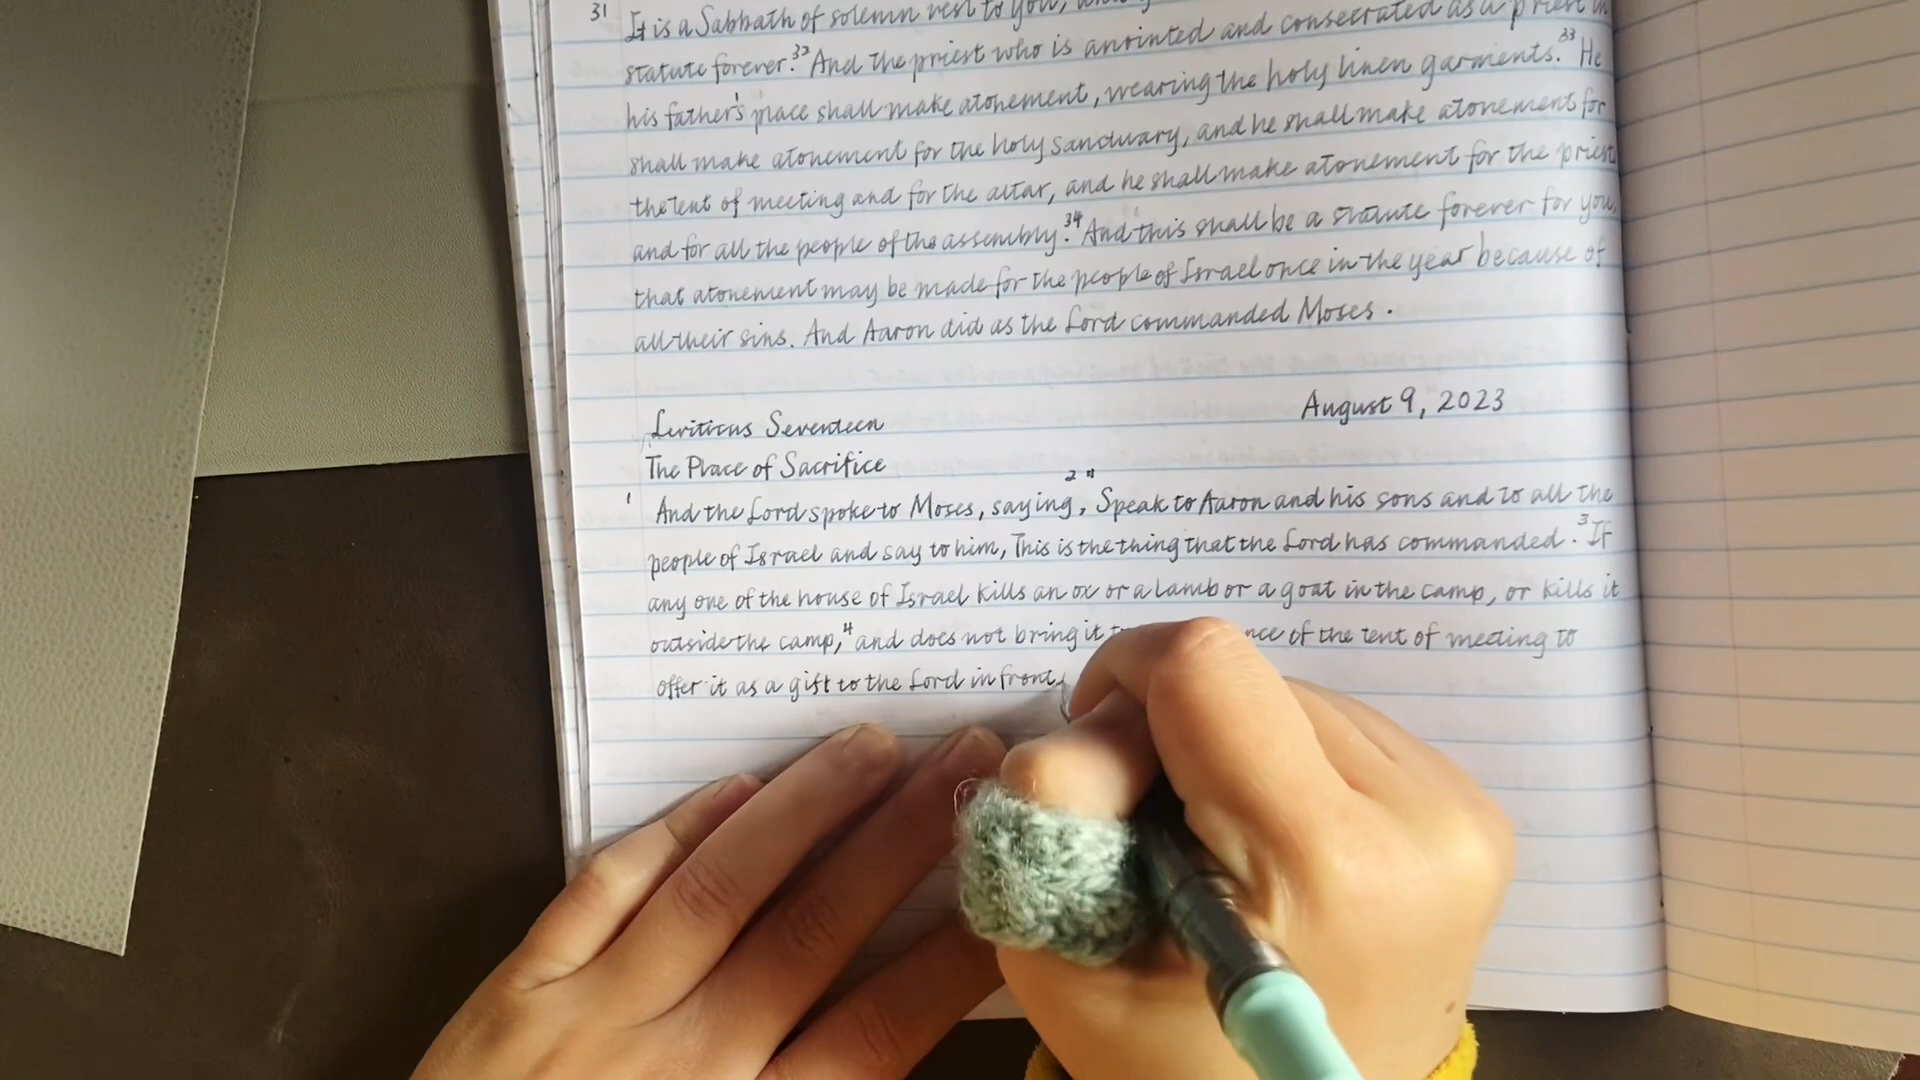 31 It is a Sabbath of solemn rest to you,
statute forever.³² And the priest who is anointed and consecrated as a priest in
his father's place shall make atonement, wearing the holy linen garments.³³ He
shall make atonement for the holy sanctuary, and he shall make atonement for
the tent of meeting and for the altar, and he shall make atonement for the priest
and for all the people of the assembly.³⁴ And this shall be a statute forever for you,
that atonement may be made for the people of Israel once in the year because of
all their sins. And Aaron did as the Lord commanded Moses.
August 9, 2023
Leviticus Seventeen
The Place of Sacrifice
1 And the Lord spoke to Moses, saying,² "Speak to Aaron and his sons and to all the
people of Israel and say to him, This is the thing that the Lord has commanded.³ If
any one of the house of Israel kills an ox or a lamb or a goat in the camp, or kills it
outside the camp,⁴ and does not bring it nce of the tent of meeting to
offer it as a gift to the Lord in front